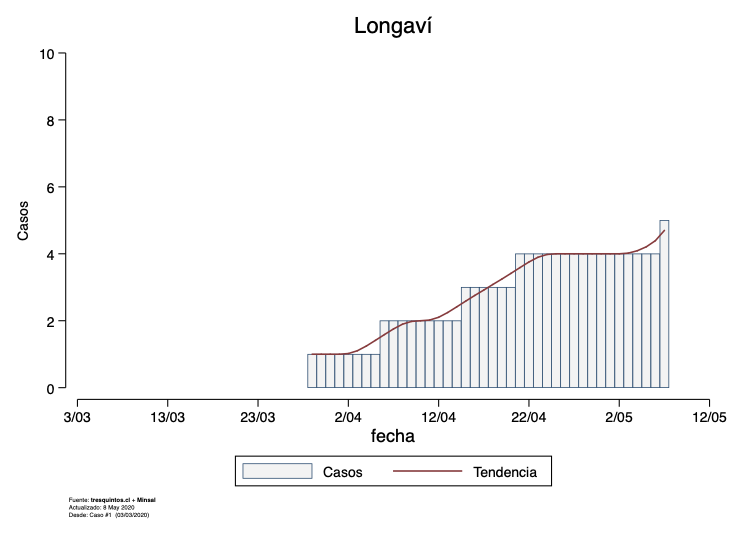 Longaví
10
8
6
4
2
0
Casos
3/03 13/03 23/03 2/04 12/04 22/04 2/05 12/05
fecha
Casos Tendencia
Fuente: tresquintos.cl + Minsal
Actualizado: 8 May 2020
Desde: Caso #1 (03/03/2020)